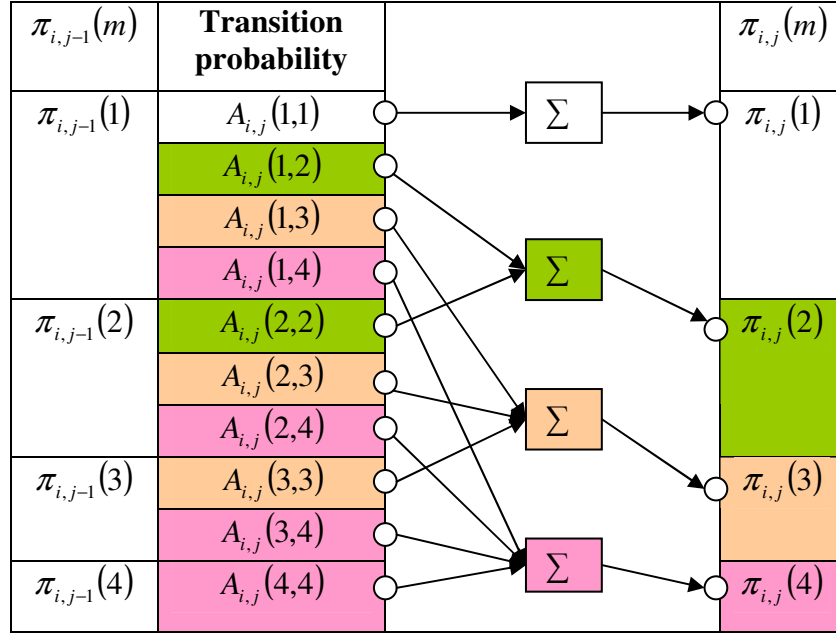 π_{i,j−1}(m) Transition probability π_{i,j}(m)
π_{i,j−1}(1) A_{i,j}(1,1) Σ π_{i,j}(1)
A_{i,j}(1,2)
A_{i,j}(1,3)
A_{i,j}(1,4) Σ
π_{i,j−1}(2) A_{i,j}(2,2) π_{i,j}(2)
A_{i,j}(2,3)
A_{i,j}(2,4) Σ
π_{i,j−1}(3) A_{i,j}(3,3) π_{i,j}(3)
A_{i,j}(3,4)
Σ
π_{i,j−1}(4) A_{i,j}(4,4) π_{i,j}(4)